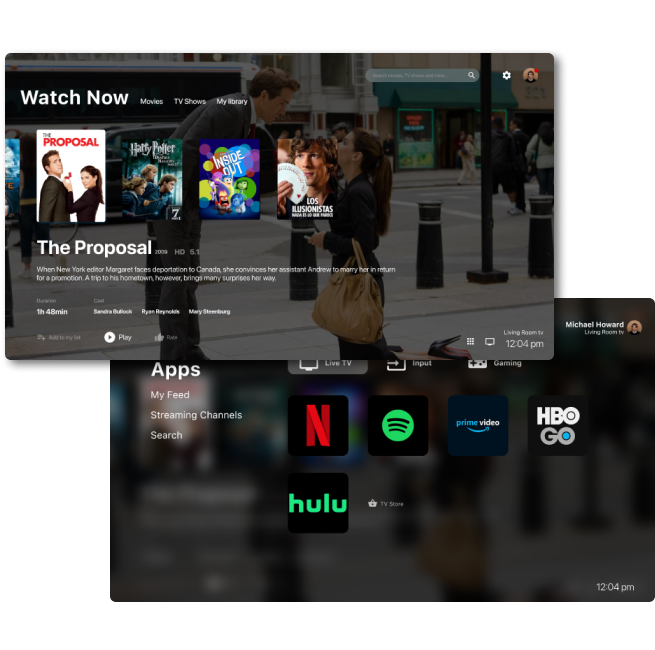 Search movies, TV shows and more...
Watch Now
Movies
TV Shows
My library
THE
PROPOSAL
Harry Potter
INSIDE
OUT
LOS
ILUSIONISTAS
NADA ES LO QUE PARECE
The Proposal 2009 HD 5.1
When New York editor Margaret faces deportation to Canada, she convinces her assistant Andrew to marry her in return
for a promotion. A trip to his hometown, however, brings many surprises her way.
Duration
1h 48min
Cast
Sandra Bullock Ryan Reynolds Mary Steenburg
Add to my list
Play
Rate
Living Room tv
12:04 pm
Michael Howard
Living Room tv
Apps
My Feed
Streaming Channels
Search
Live TV
Input
Gaming
N
prime video
HBO
GO
hulu
TV Store
12:04 pm